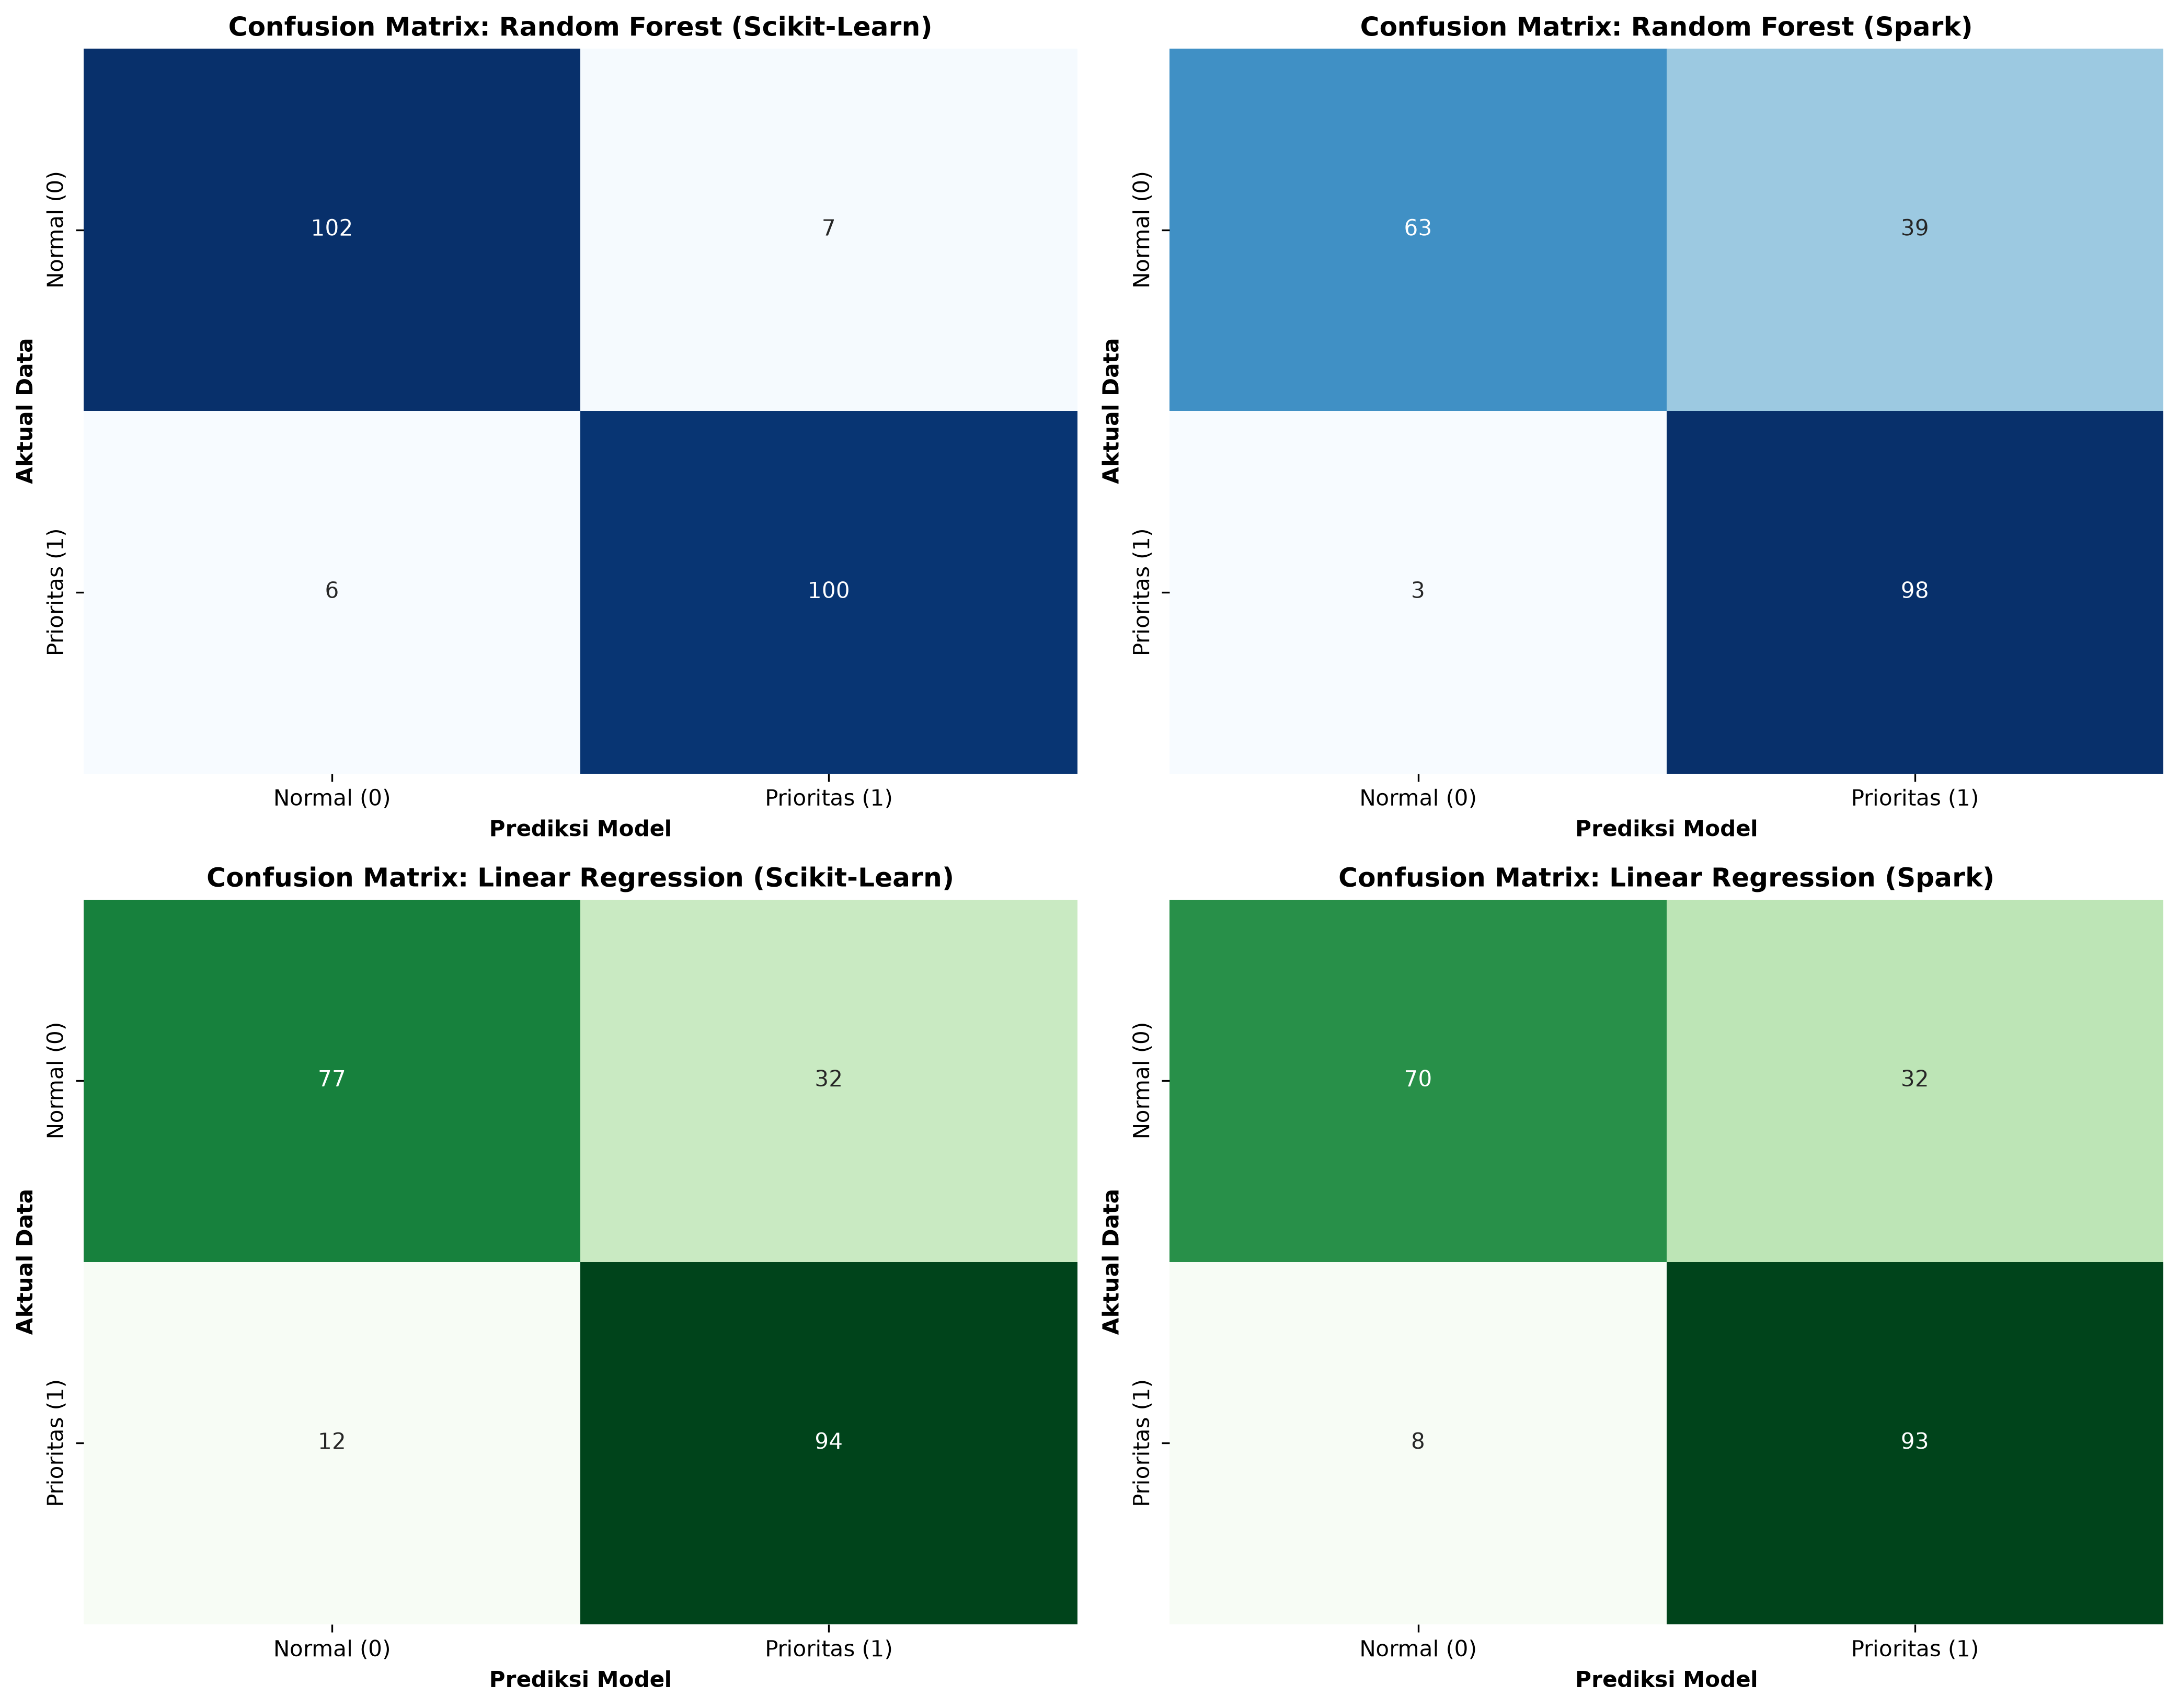 Confusion Matrix: Random Forest (Scikit-Learn)
Aktual Data
Normal (0)
102
7
Prioritas (1)
6
100
Normal (0)
Prioritas (1)
Prediksi Model
Confusion Matrix: Random Forest (Spark)
Aktual Data
Normal (0)
63
39
Prioritas (1)
3
98
Normal (0)
Prioritas (1)
Prediksi Model
Confusion Matrix: Linear Regression (Scikit-Learn)
Aktual Data
Normal (0)
77
32
Prioritas (1)
12
94
Normal (0)
Prioritas (1)
Prediksi Model
Confusion Matrix: Linear Regression (Spark)
Aktual Data
Normal (0)
70
32
Prioritas (1)
8
93
Normal (0)
Prioritas (1)
Prediksi Model